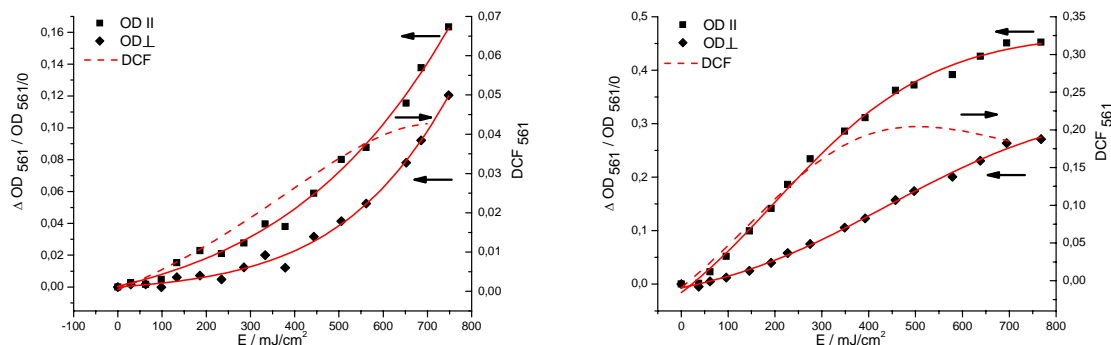 OD II
OD⊥
DCF
Δ OD 561 / OD 561/0
0,16
0,14
0,12
0,10
0,08
0,06
0,04
0,02
0,00
0,07
0,06
0,05
0,04
0,03
0,02
0,01
0,00
DCF 561
-100 0 100 200 300 400 500 600 700 800
E / mJ/cm²
OD II
OD⊥
DCF
Δ OD 561 / OD 561/0
0,5
0,4
0,3
0,2
0,1
0,0
0,35
0,30
0,25
0,20
0,15
0,10
0,05
0,00
DCF 561
0 100 200 300 400 500 600 700 800
E / mJ/cm²